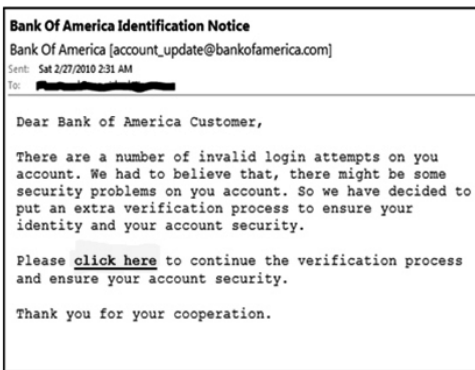 Bank Of America Identification Notice
Bank Of America [account_update@bankofamerica.com]
Sent: Sat 2/27/2010 2:31 AM
To:
Dear Bank of America Customer,
There are a number of invalid login attempts on you
account. We had to believe that, there might be some
security problems on you account. So we have decided to
put an extra verification process to ensure your
identity and your account security.
Please click here to continue the verification process
and ensure your account security.
Thank you for your cooperation.